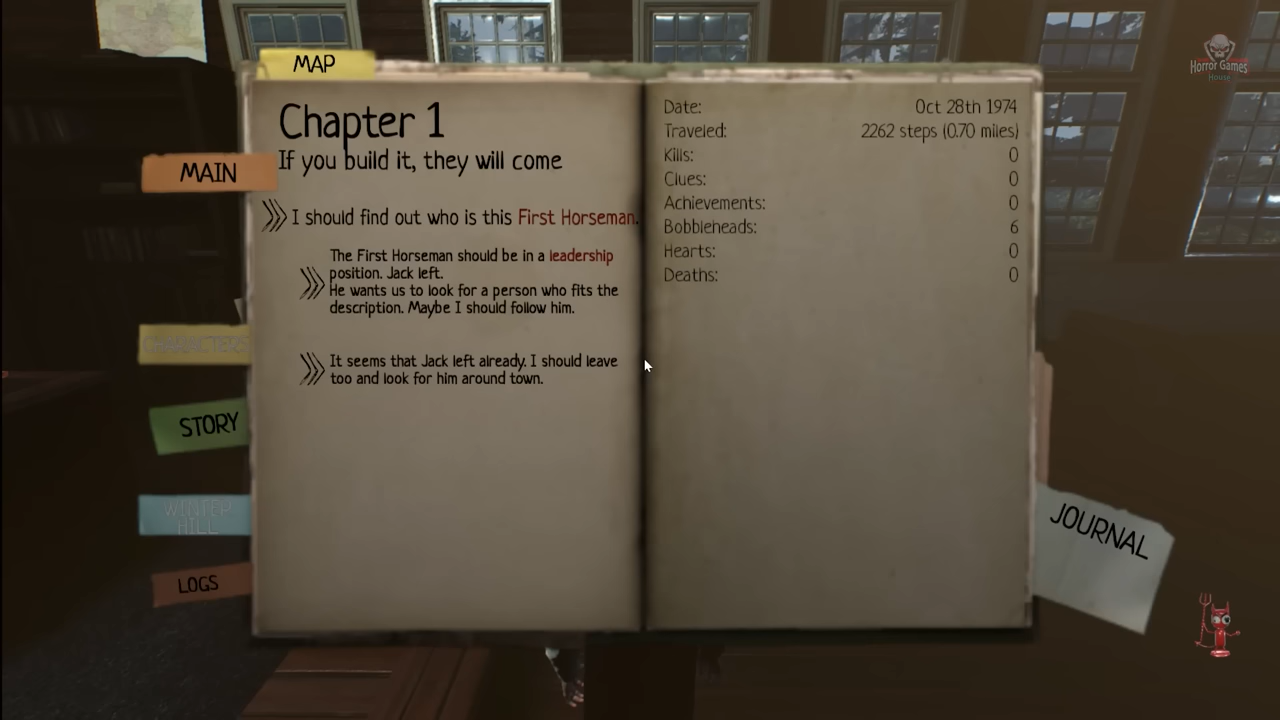 MAP
Horror Games
House
Chapter 1
If you build it, they will come
MAIN
I should find out who is this First Horseman.
The First Horseman should be in a leadership
position. Jack left.
He wants us to look for a person who fits the
description. Maybe I should follow him.
It seems that Jack left already. I should leave
too and look for him around town.
CHARACTERS
STORY
WINTER
HILL
LOGS
Date: Oct 28th 1974
Traveled: 2262 steps (0.70 miles)
Kills: 0
Clues: 0
Achievements: 0
Bobbleheads: 6
Hearts: 0
Deaths: 0
JOURNAL